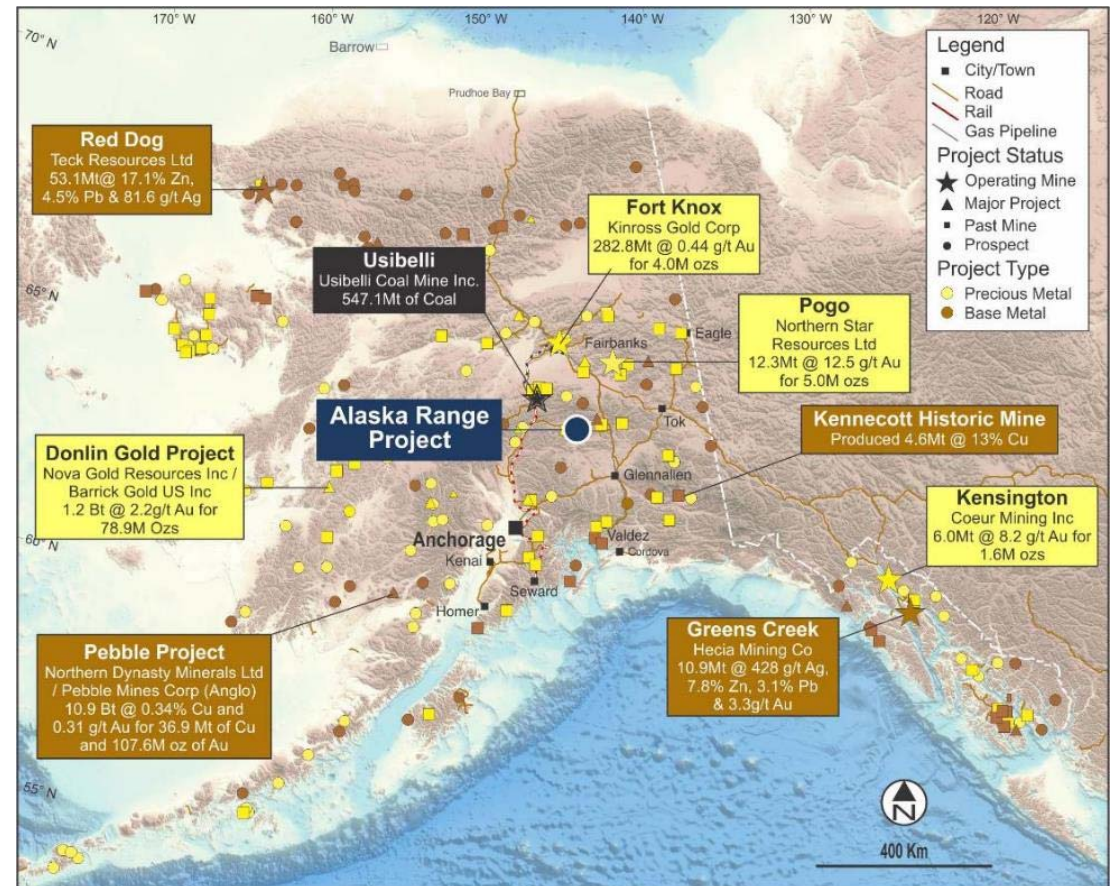 170° W
160° W
150° W
140° W
130° W
120° W
70° N
65° N
60° N
55° N
Barrow
Prudhoe Bay
Legend
City/Town
Road
Rail
Gas Pipeline
Project Status
Operating Mine
Major Project
Past Mine
Prospect
Project Type
Precious Metal
Base Metal
Red Dog
Teck Resources Ltd
53.1Mt@ 17.1% Zn,
4.5% Pb & 81.6 g/t Ag
Fort Knox
Kinross Gold Corp
282.8Mt @ 0.44 g/t Au
for 4.0M ozs
Usibelli
Usibelli Coal Mine Inc.
547.1Mt of Coal
Pogo
Northern Star
Resources Ltd
12.3Mt @ 12.5 g/t Au
for 5.0M ozs
Fairbanks
Eagle
Alaska Range
Project
Tok
Kennecott Historic Mine
Produced 4.6Mt @ 13% Cu
Donlin Gold Project
Nova Gold Resources Inc /
Barrick Gold US Inc
1.2 Bt @ 2.2g/t Au for
78.9M Ozs
Glennallen
Kensington
Coeur Mining Inc
6.0Mt @ 8.2 g/t Au for
1.6M ozs
Anchorage
Valdez
Cordova
Kenai
Seward
Homer
Greens Creek
Hecia Mining Co
10.9Mt @ 428 g/t Ag,
7.8% Zn, 3.1% Pb
& 3.3g/t Au
Pebble Project
Northern Dynasty Minerals Ltd
/ Pebble Mines Corp (Anglo)
10.9 Bt @ 0.34% Cu and
0.31 g/t Au for 36.9 Mt of Cu
and 107.6M oz of Au
N
400 Km